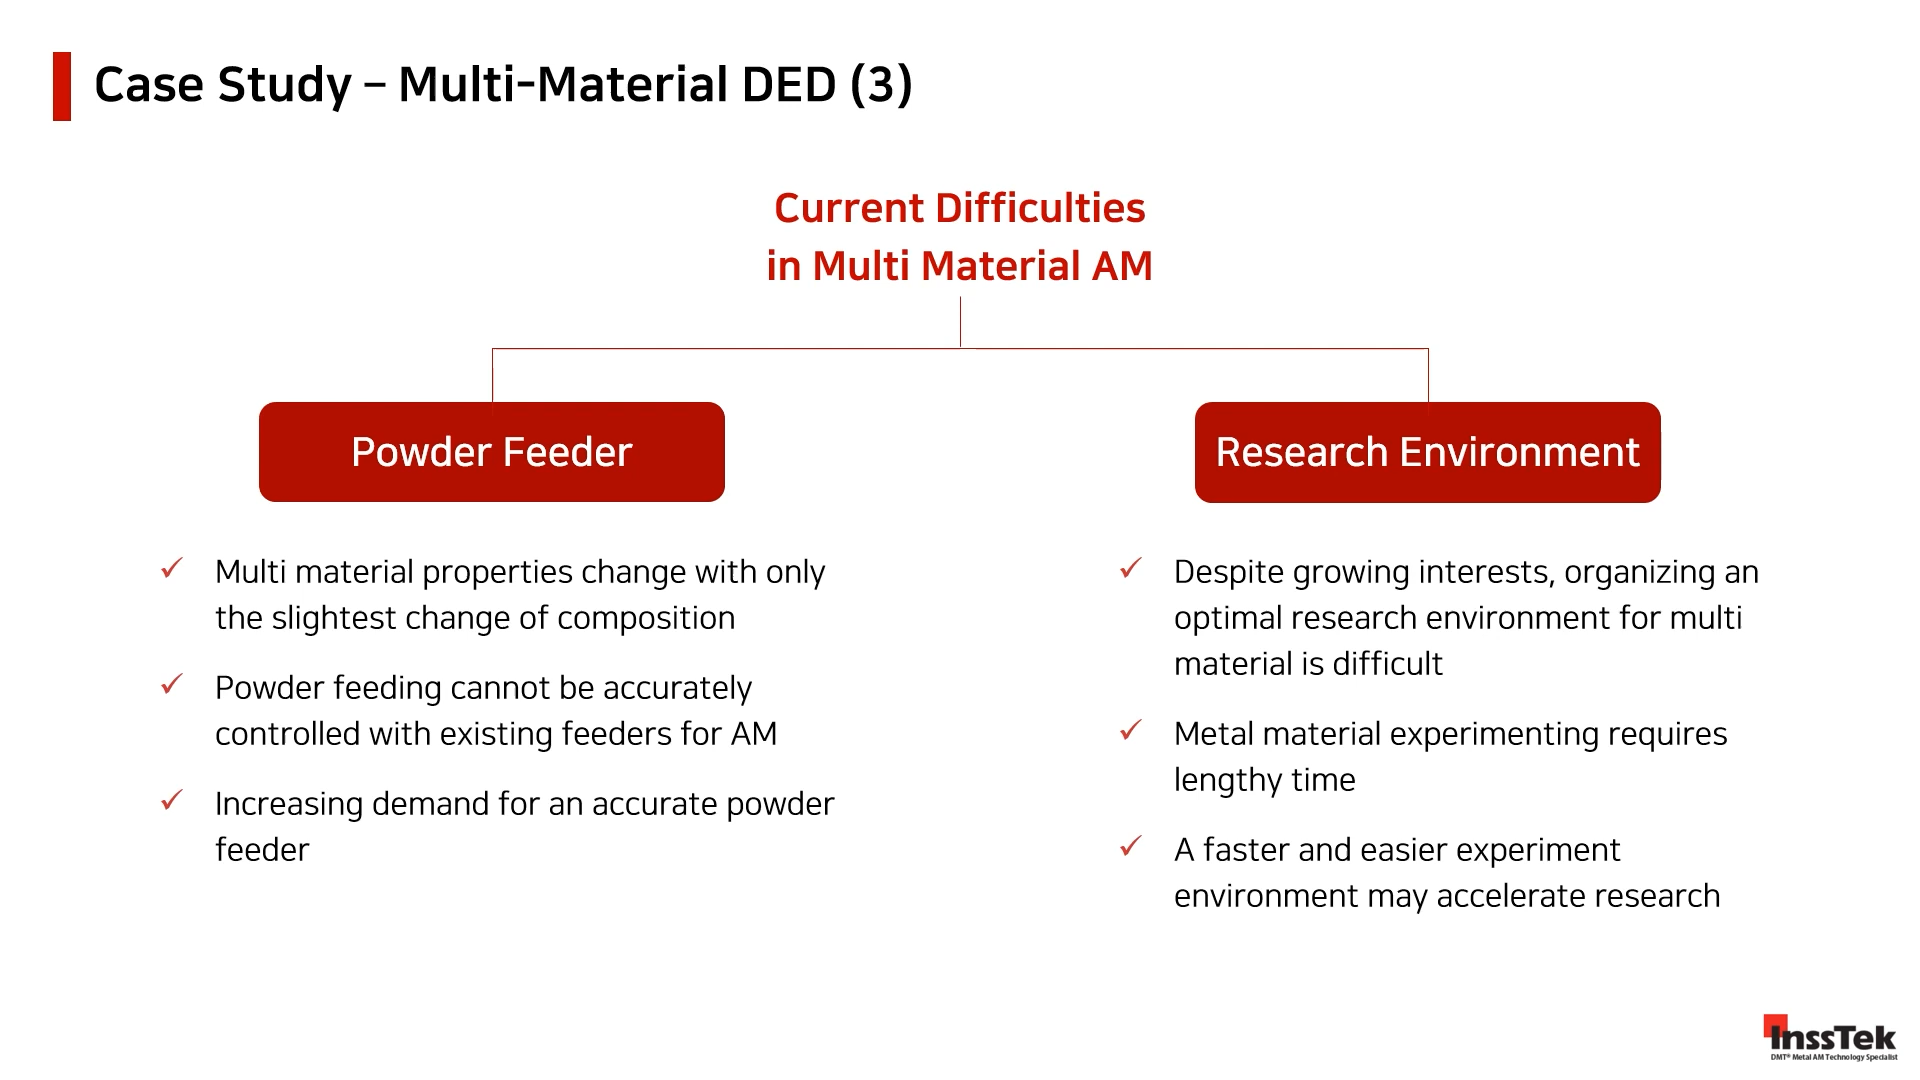 Case Study – Multi-Material DED (3)
Current Difficulties
in Multi Material AM
Powder Feeder
✓ Multi material properties change with only
the slightest change of composition
✓ Powder feeding cannot be accurately
controlled with existing feeders for AM
✓ Increasing demand for an accurate powder
feeder
Research Environment
✓ Despite growing interests, organizing an
optimal research environment for multi
material is difficult
✓ Metal material experimenting requires
lengthy time
✓ A faster and easier experiment
environment may accelerate research
InssTek
DMT® Metal AM Technology Specialist